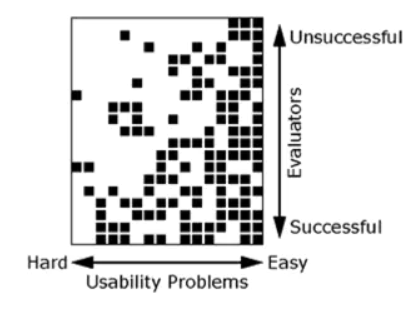 Unsuccessful
Evaluators
Successful
Hard
Easy
Usability Problems